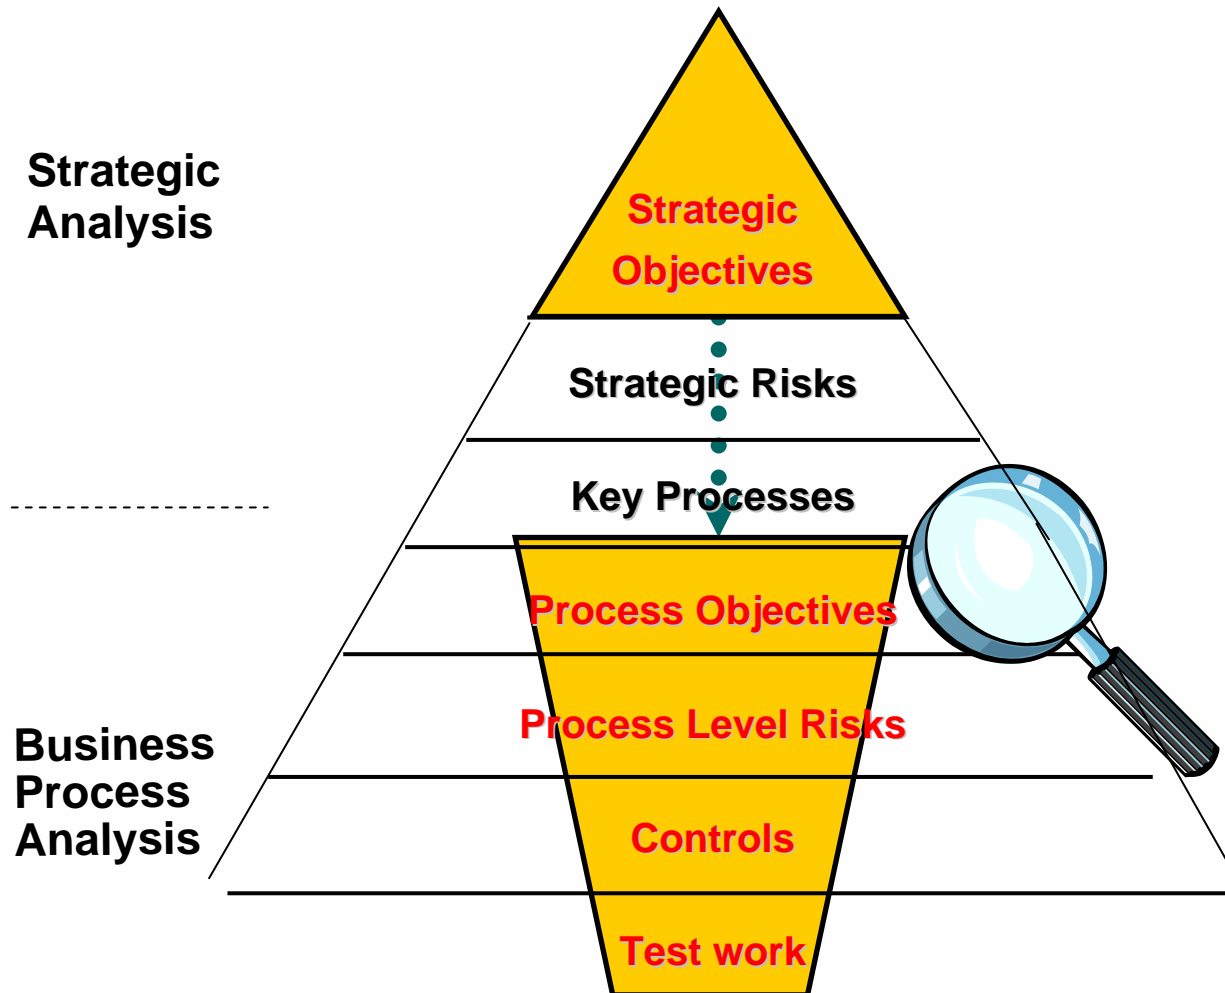 Strategic
Analysis
Strategic
Objectives
Strategic Risks
Key Processes
Process Objectives
Process Level Risks
Business
Process
Analysis
Controls
Test work